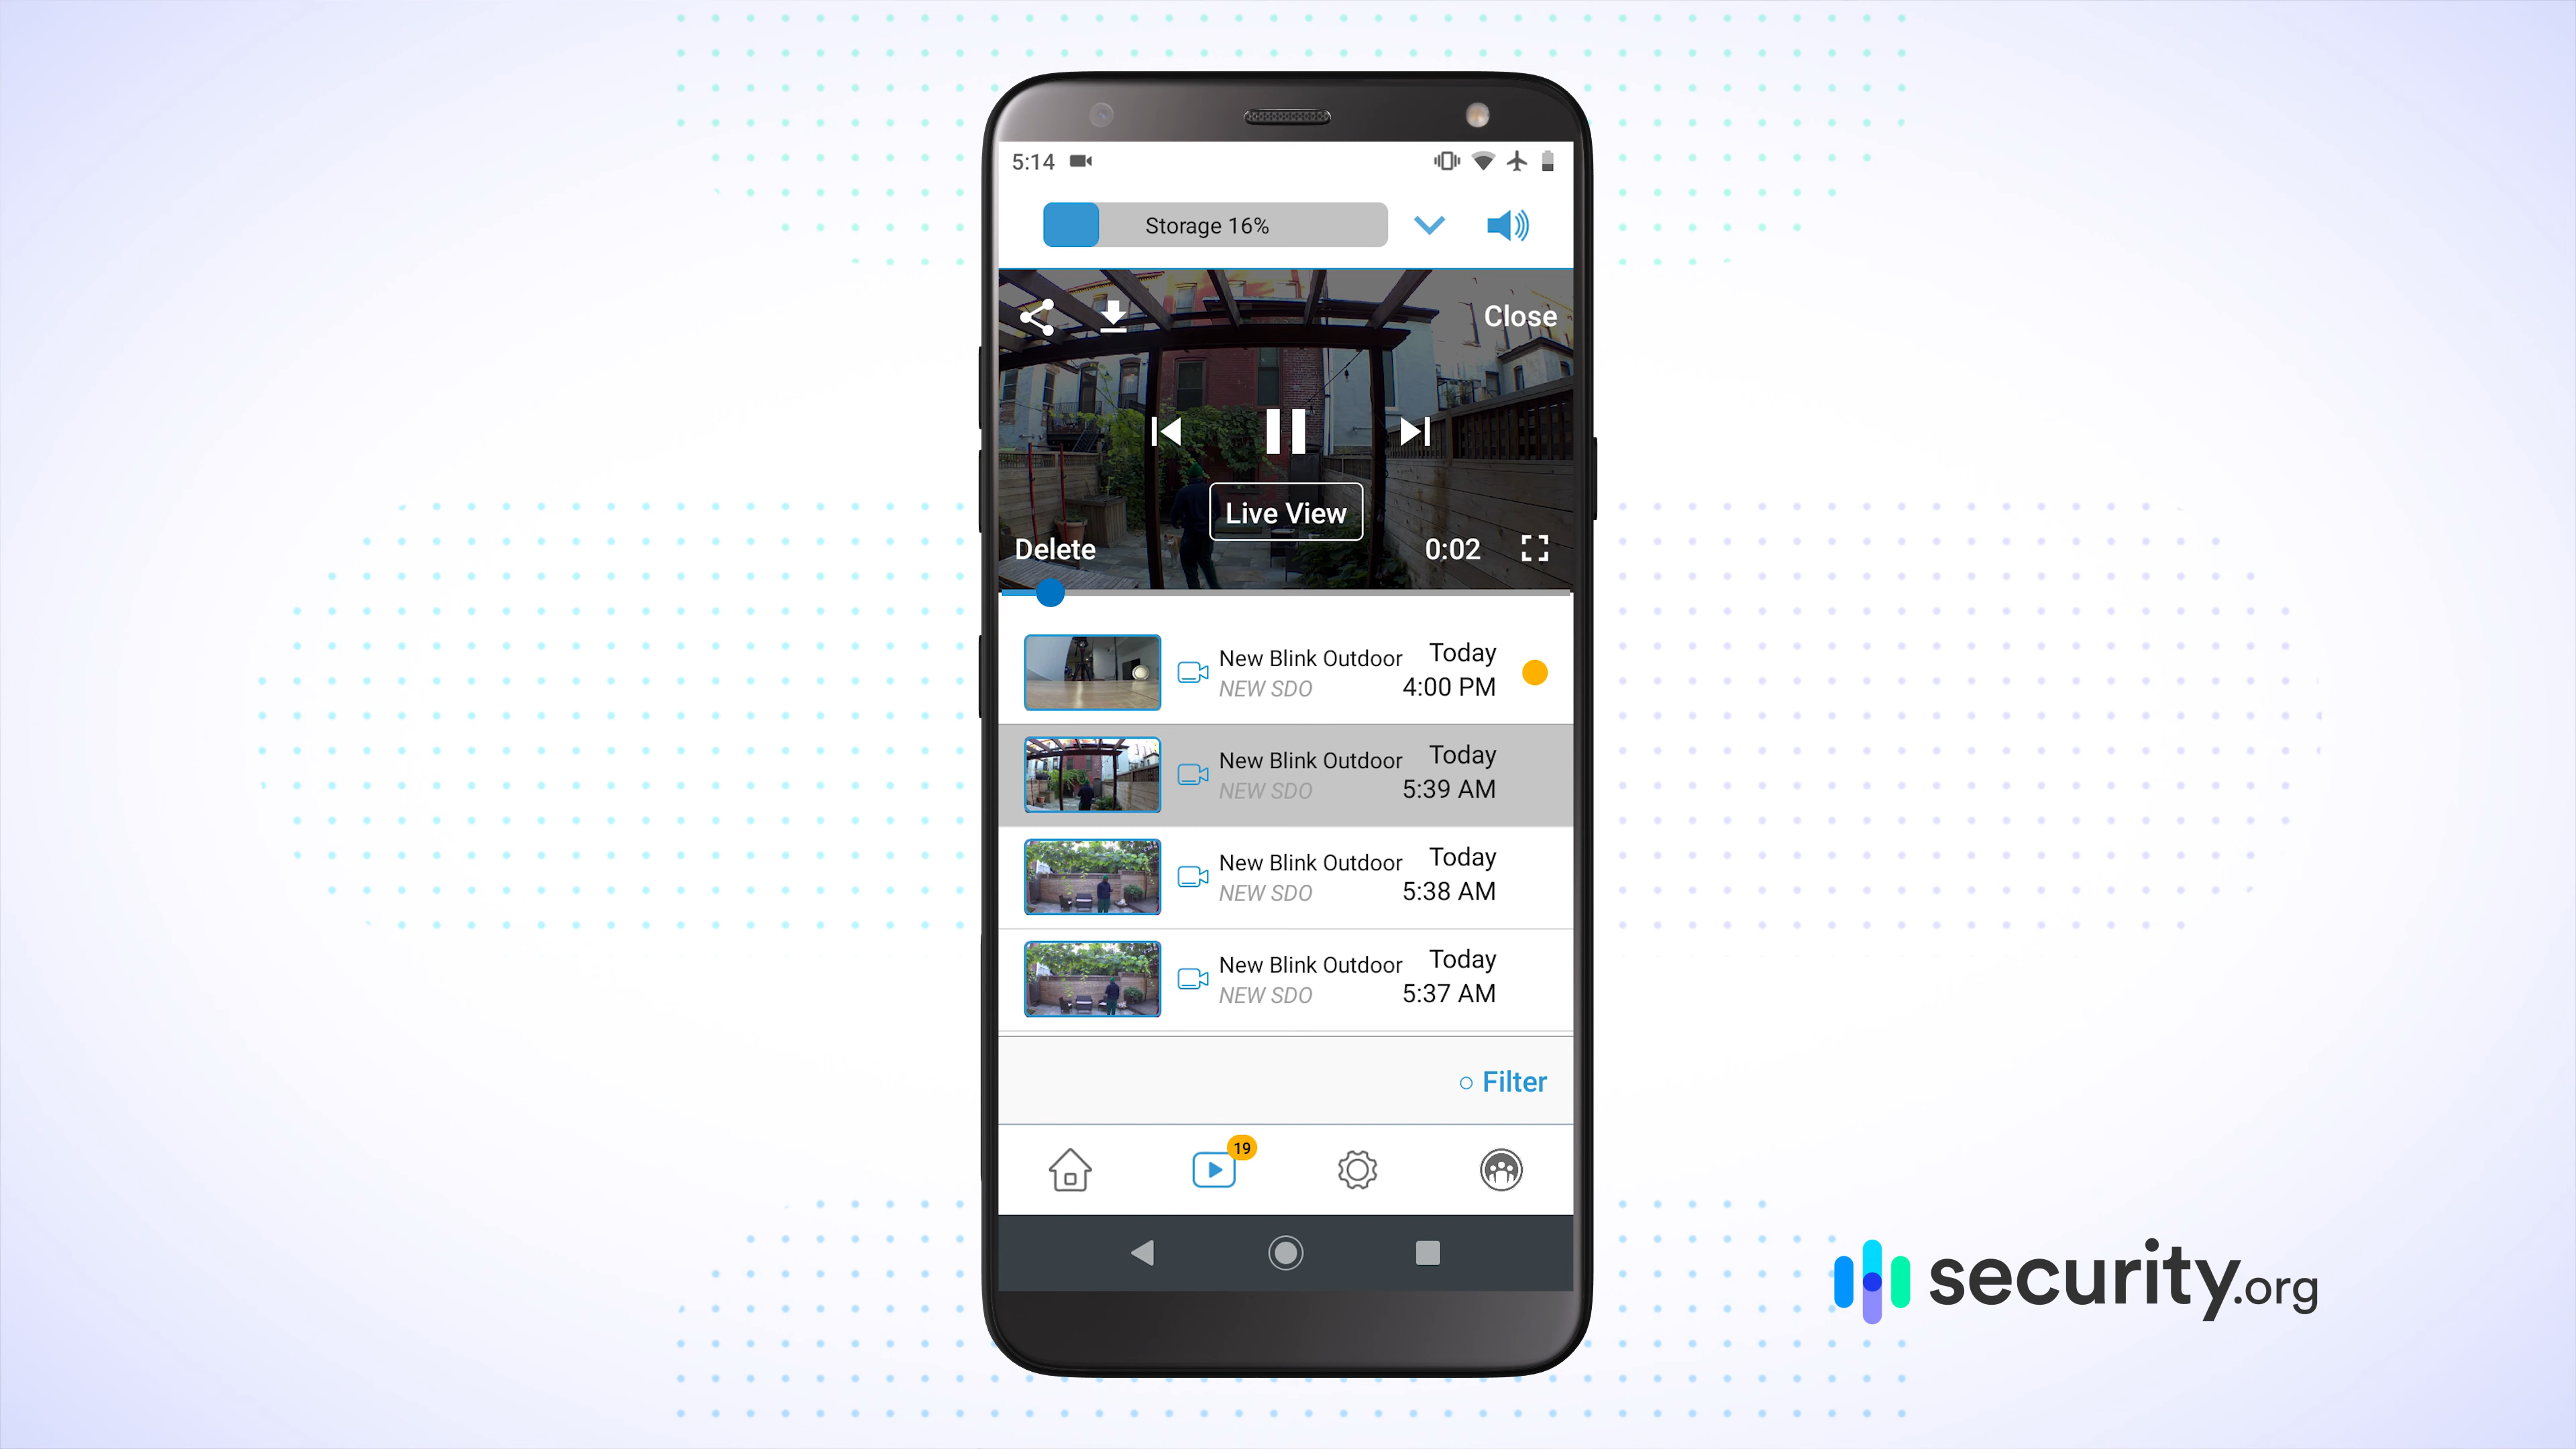 5:14
Storage 16%
Close
Live View
Delete
0:02
New Blink Outdoor Today
NEW SDO 4:00 PM
New Blink Outdoor Today
NEW SDO 5:39 AM
New Blink Outdoor Today
NEW SDO 5:38 AM
New Blink Outdoor Today
NEW SDO 5:37 AM
Filter
19
security.org